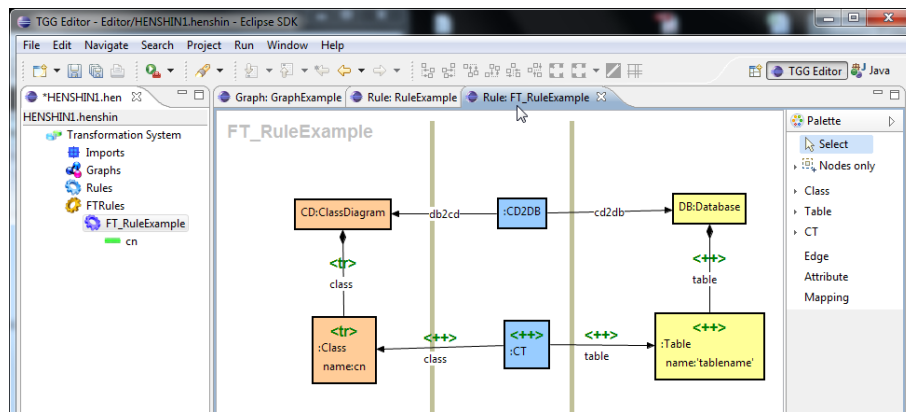 TGG Editor - Editor/HENSHIN1.henshin - Eclipse SDK
File Edit Navigate Search Project Run Window Help
TGG Editor Java
*HENSHIN1.hen
Graph: GraphExample Rule: RuleExample Rule: FT_RuleExample
HENSHIN1.henshin
Transformation System
Imports
Graphs
Rules
FTRules
FT_RuleExample
cn
FT_RuleExample
CD:ClassDiagram
db2cd
:CD2DB
cd2db
DB:Database
<tr>
class
<++>
table
<tr>
:Class
name:cn
<++>
class
<++>
:CT
<++>
table
<++>
:Table
name:'tablename'
Palette
Select
Nodes only
Class
Table
CT
Edge
Attribute
Mapping